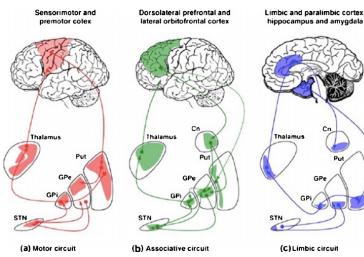 Sensorimotor and
premotor colex
Dorsolateral prefrontal and
lateral orbitofrontal cortex
Limbic and paralimbic cortex
hippocampus and amygdala
Thalamus
Put
GPe
GPi
STN
Thalamus
Cn
Put
GPe
GPi
STN
Thalamus
Cn
Put
GPe
GPi
STN
(a) Motor circuit
(b) Associative circuit
(c) Limbic circuit